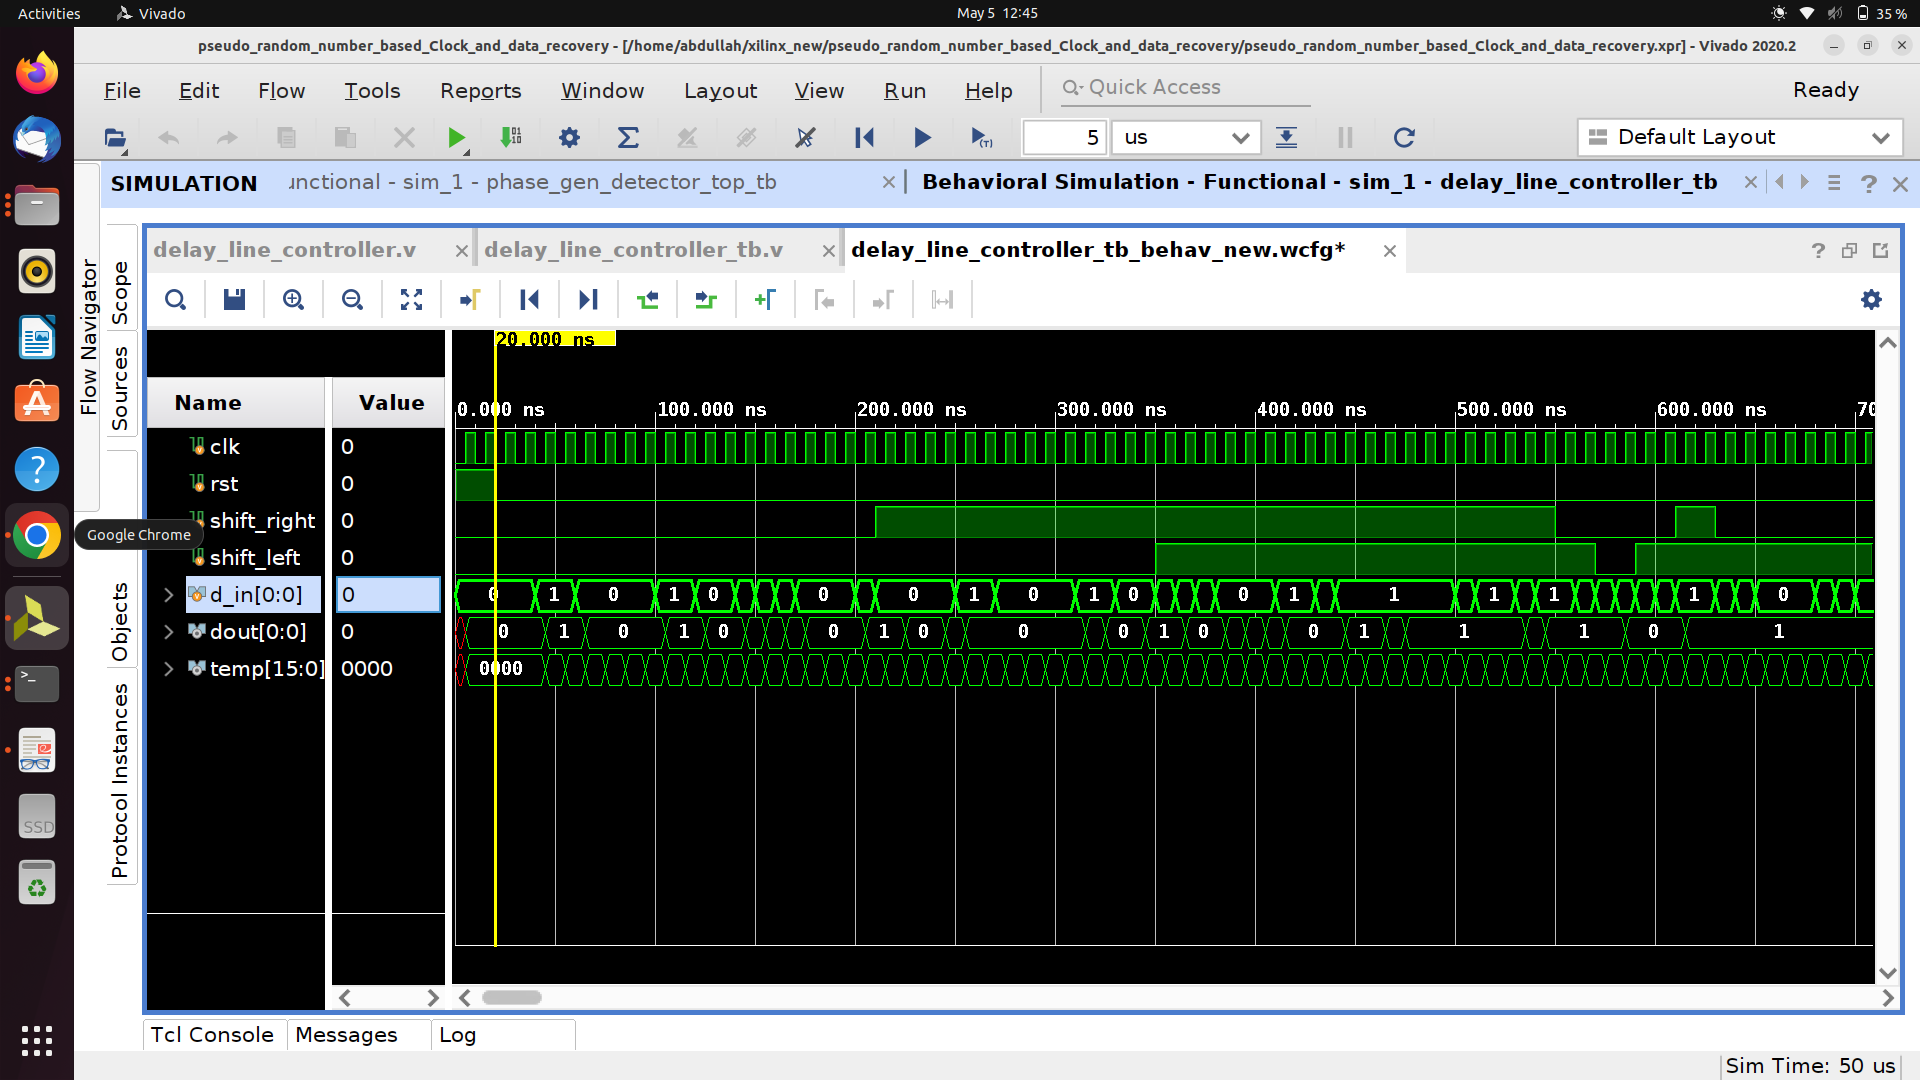 Activities
Vivado
May 5 12:45
35 %
pseudo_random_number_based_Clock_and_data_recovery - [/home/abdullah/xilinx_new/pseudo_random_number_based_Clock_and_data_recovery/pseudo_random_number_based_Clock_and_data_recovery.xpr] - Vivado 2020.2
File Edit Flow Tools Reports Window Layout View Run Help
Quick Access
Ready
5 us
Default Layout
SIMULATION
unctional - sim_1 - phase_gen_detector_top_tb
Behavioral Simulation - Functional - sim_1 - delay_line_controller_tb
Flow Navigator
Scope
Sources
Objects
Protocol Instances
delay_line_controller.v
delay_line_controller_tb.v
delay_line_controller_tb_behav_new.wcfg*
20.000 ns
Name Value
0.000 ns 100.000 ns 200.000 ns 300.000 ns 400.000 ns 500.000 ns 600.000 ns 70
clk 0
rst 0
shift_right 0
Google Chrome
shift_left 0
d_in[0:0] 0 0 1 0 1 0 0 0 1 0 1 0 0 1 1 1 1 1 0
dout[0:0] 0 0 1 0 1 0 0 1 0 0 0 1 0 0 1 1 1 0 1
temp[15:0] 0000 0000
SSD
Tcl Console Messages Log
Sim Time: 50 us